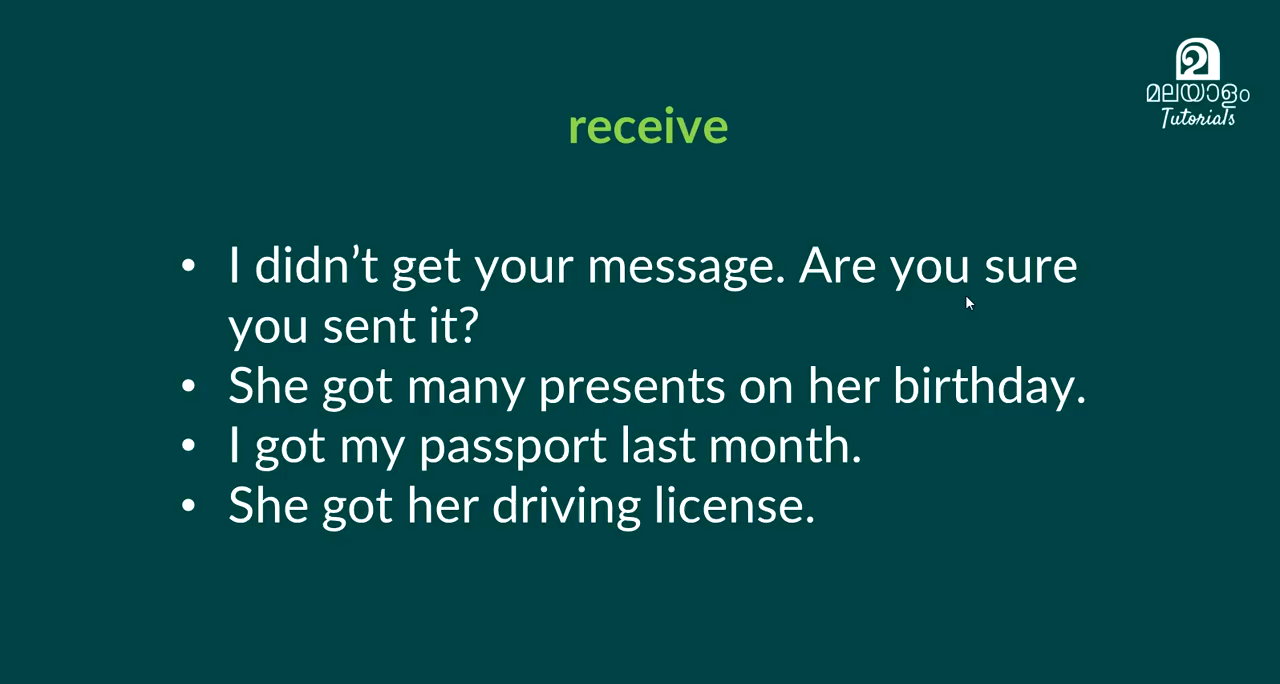 മലയാളം
Tutorials
receive
• I didn’t get your message. Are you sure
you sent it?
• She got many presents on her birthday.
• I got my passport last month.
• She got her driving license.